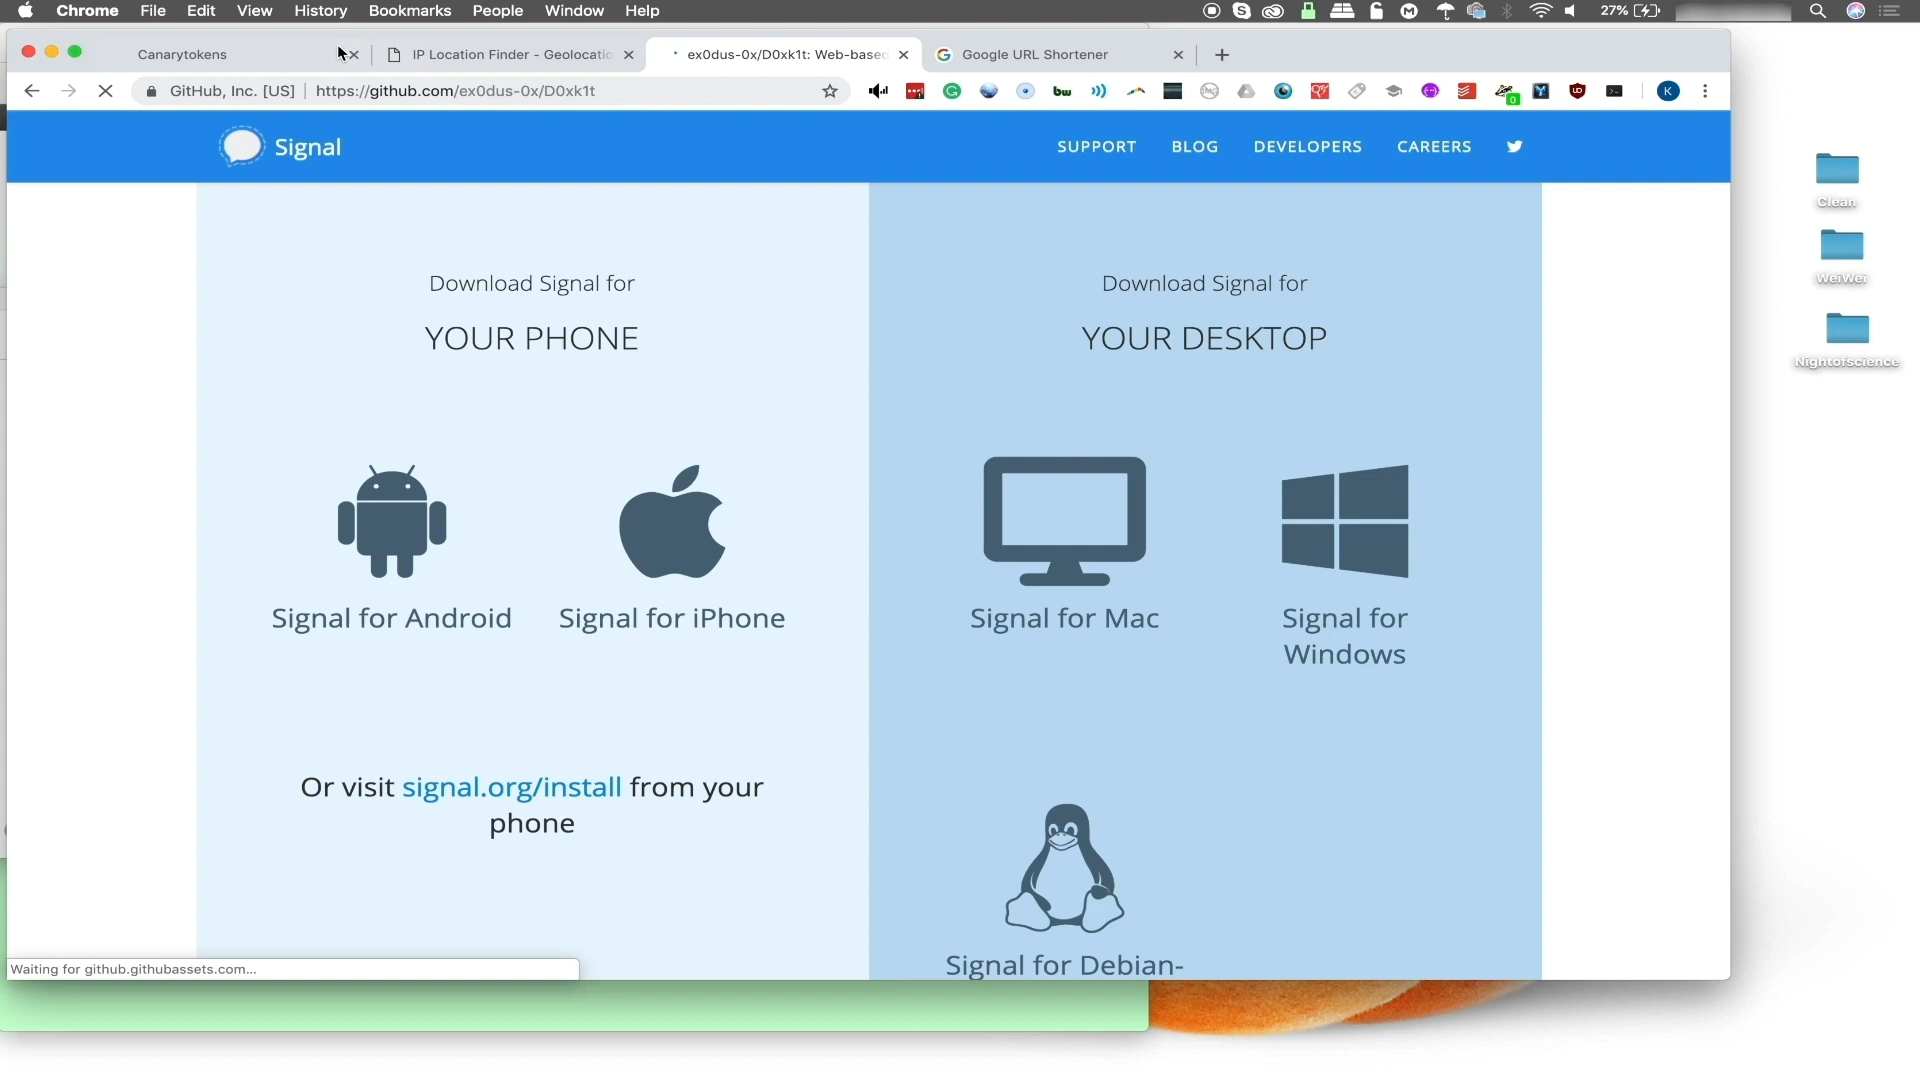 Chrome File Edit View History Bookmarks People Window Help 27%
Canarytokens IP Location Finder - Geolocatio ex0dus-0x/D0xk1t: Web-based Google URL Shortener
GitHub, Inc. [US] https://github.com/ex0dus-0x/D0xk1t
Signal SUPPORT BLOG DEVELOPERS CAREERS
Clean
WeiWei
Nightofscience
Download Signal for
YOUR PHONE
Signal for Android Signal for iPhone
Or visit signal.org/install from your
phone
Download Signal for
YOUR DESKTOP
Signal for Mac Signal for
Windows
Signal for Debian-
Waiting for github.githubassets.com...